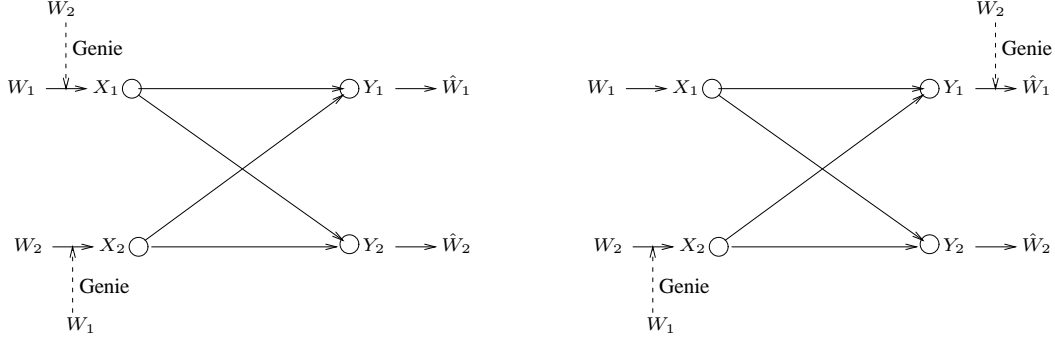 W₂
Genie
W₁ X₁ Y₁ Ŵ₁
W₂ X₂ Y₂ Ŵ₂
Genie
W₁
W₂
Genie
W₁ X₁ Y₁ Ŵ₁
W₂ X₂ Y₂ Ŵ₂
Genie
W₁